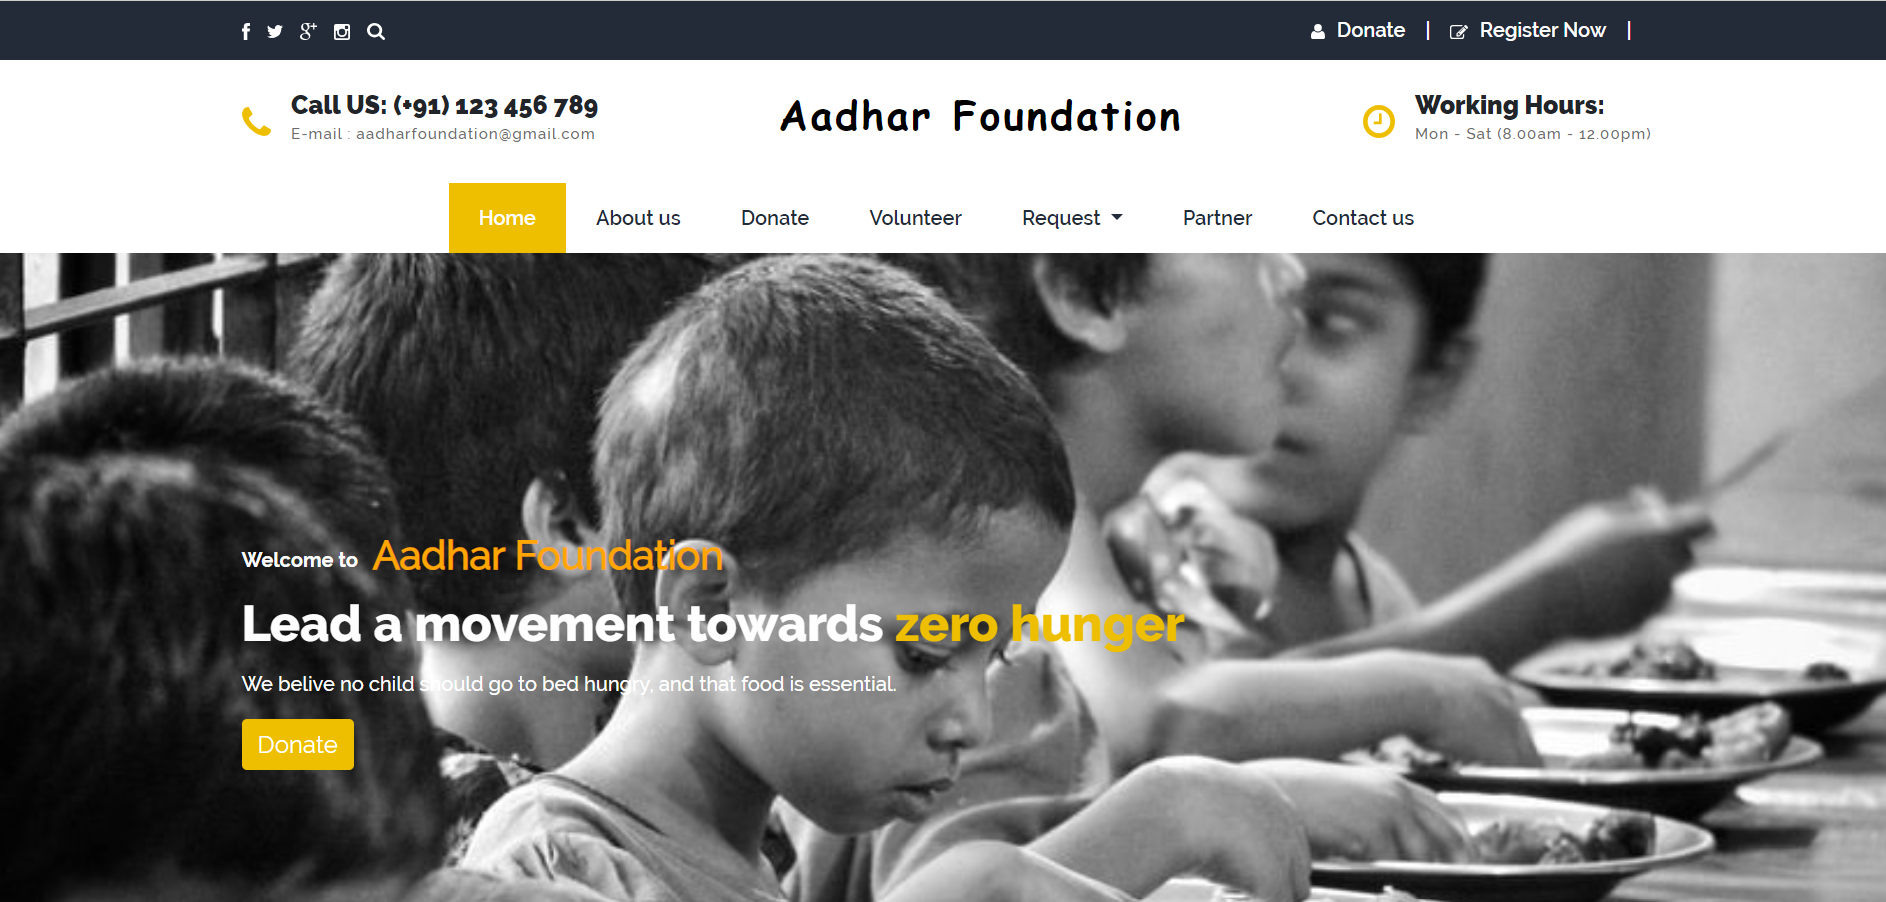 Donate | Register Now |
Call US: (+91) 123 456 789
E-mail : aadharfoundation@gmail.com
Aadhar Foundation
Working Hours:
Mon - Sat (8.00am - 12.00pm)
Home About us Donate Volunteer Request Partner Contact us
Welcome to Aadhar Foundation
Lead a movement towards zero hunger
We belive no child should go to bed hungry, and that food is essential.
Donate